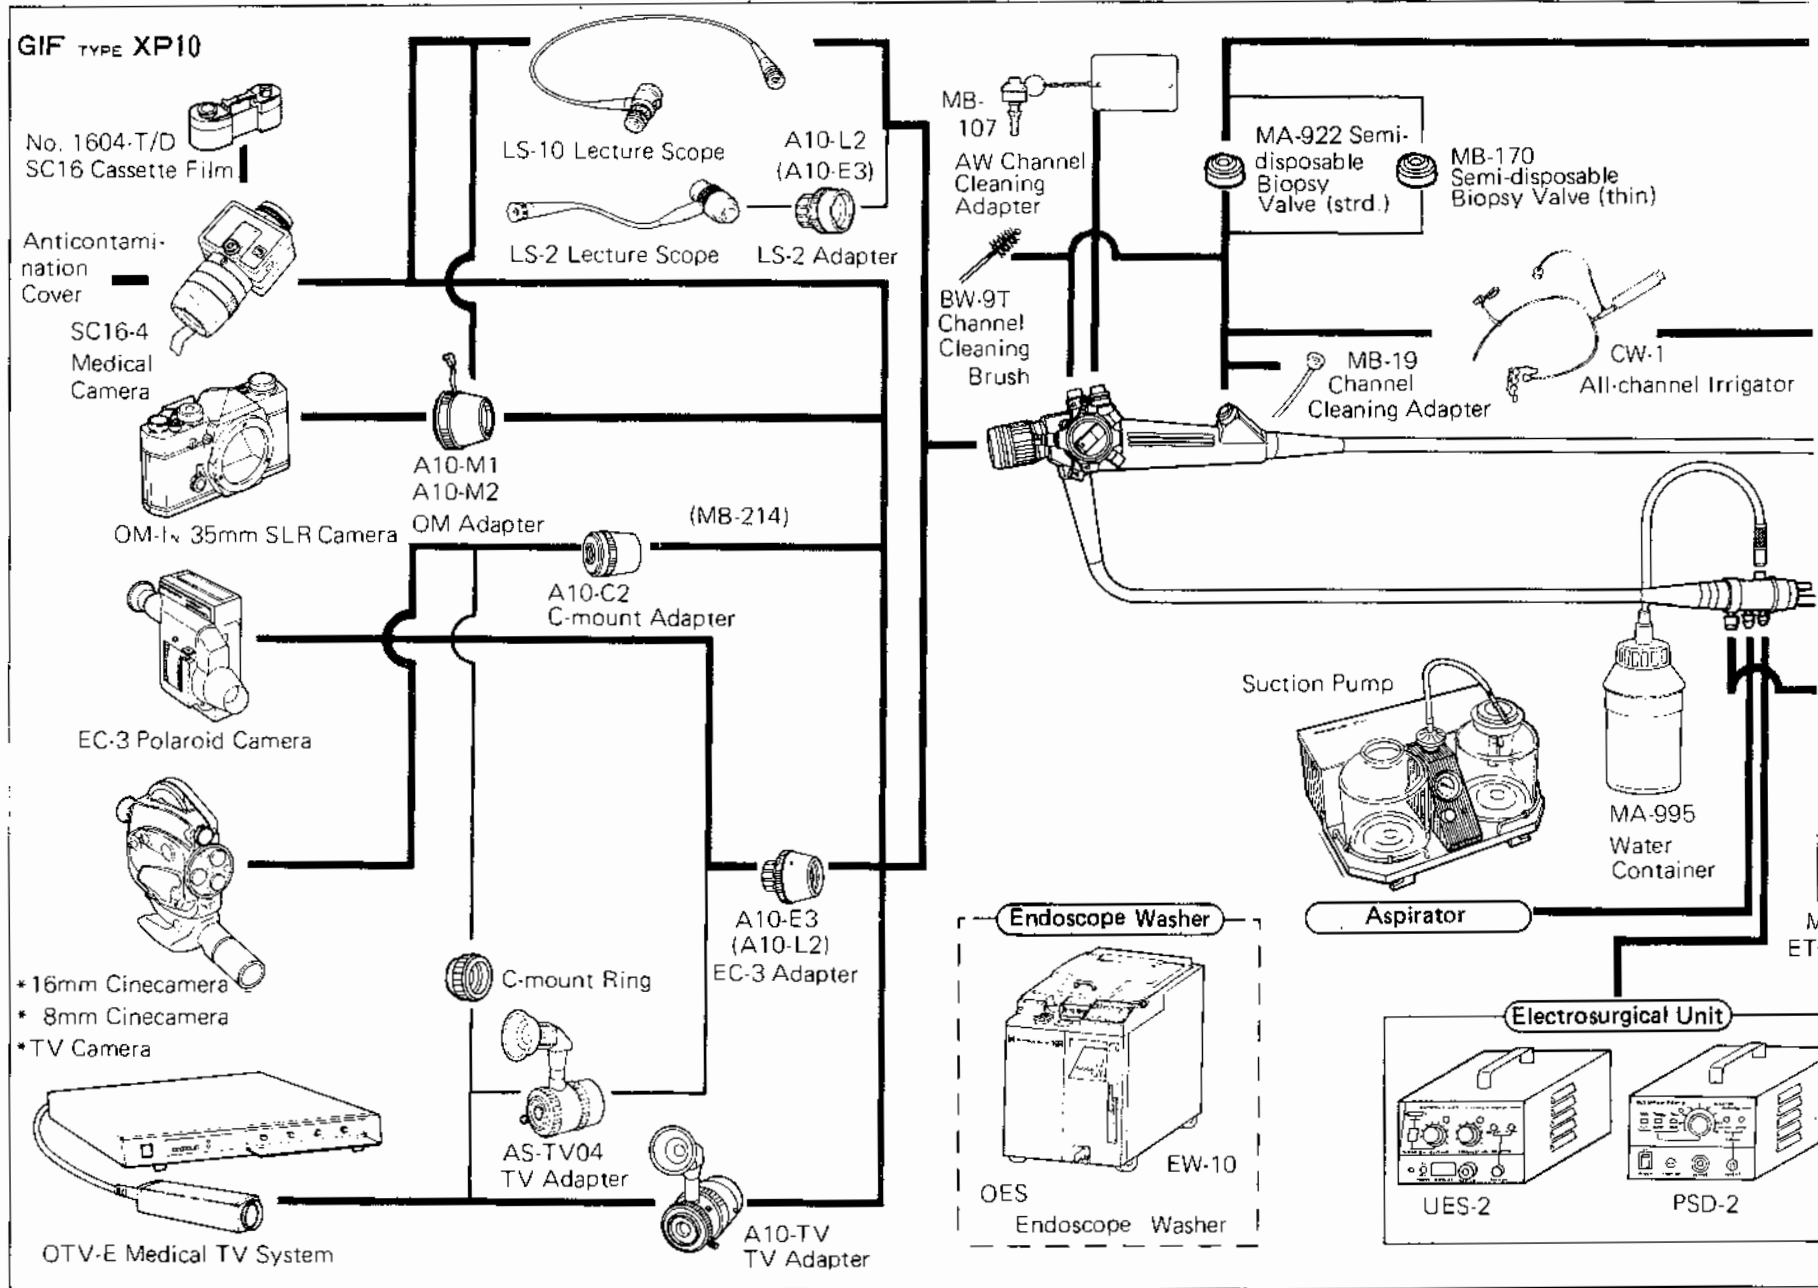 GIF TYPE XP10
No. 1604-T/D
SC16 Cassette Film
Anticontami-
nation
Cover
SC16-4
Medical
Camera
OM-1N 35mm SLR Camera
EC-3 Polaroid Camera
*16mm Cinecamera
* 8mm Cinecamera
*TV Camera
OTV-E Medical TV System
LS-10 Lecture Scope
A10-L2
(A10-E3)
LS-2 Lecture Scope
LS-2 Adapter
A10-M1
A10-M2
OM Adapter
(MB-214)
A10-C2
C-mount Adapter
A10-E3
(A10-L2)
EC-3 Adapter
C-mount Ring
AS-TV04
TV Adapter
A10-TV
TV Adapter
MB-
107
AW Channel
Cleaning
Adapter
BW-9T
Channel
Cleaning
Brush
MA-922 Semi-
disposable
Biopsy
Valve (strd.)
MB-170
Semi-disposable
Biopsy Valve (thin)
MB-19
Channel
Cleaning Adapter
CW-1
All-channel Irrigator
Suction Pump
MA-995
Water
Container
Aspirator
Endoscope Washer
EW-10
OES
Endoscope Washer
Electrosurgical Unit
UES-2
PSD-2
M
ET-